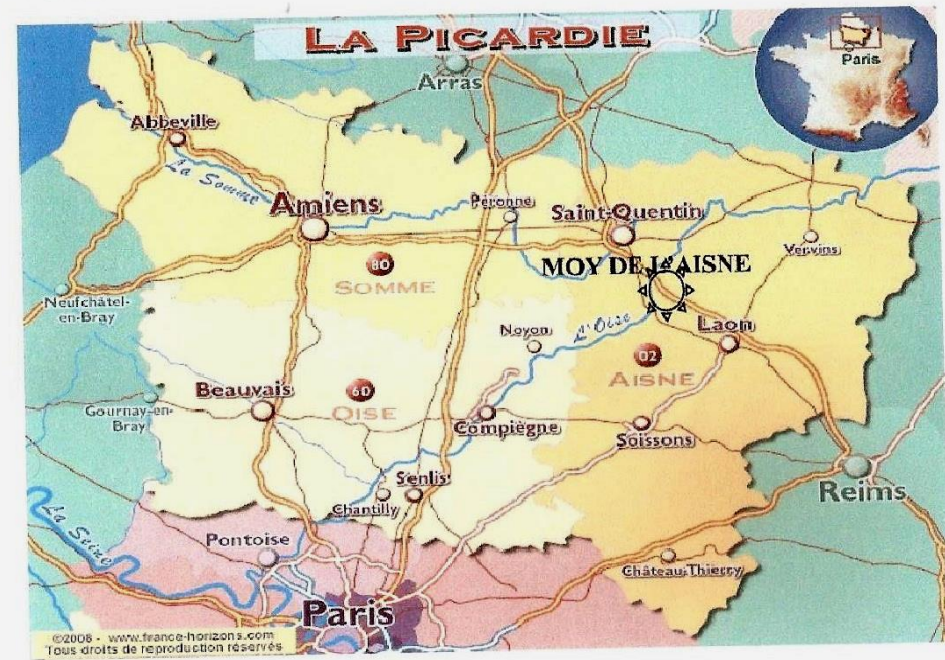 LA PICARDIE
Paris
Arras
Abbeville
La Somme
Amiens
Péronne
Saint-Quentin
Vervins
MOY DE L'AISNE
80
SOMME
Neufchâtel-
en-Bray
Noyon
L'Oise
Laon
02
AISNE
Beauvais
60
OISE
Gournay-en-
Bray
Compiègne
Soissons
Senlis
Chantilly
Reims
La Seine
Pontoise
Château-Thierry
Paris
©2008 - www.france-horizons.com
Tous droits de reproduction réservés